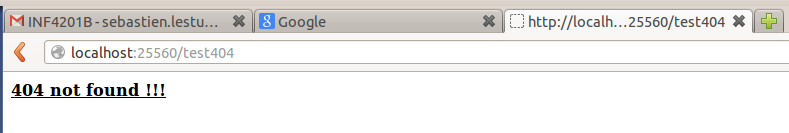 INF4201B - sebastien.lestu...
Google
http://localh...25560/test404
localhost:25560/test404
404 not found !!!